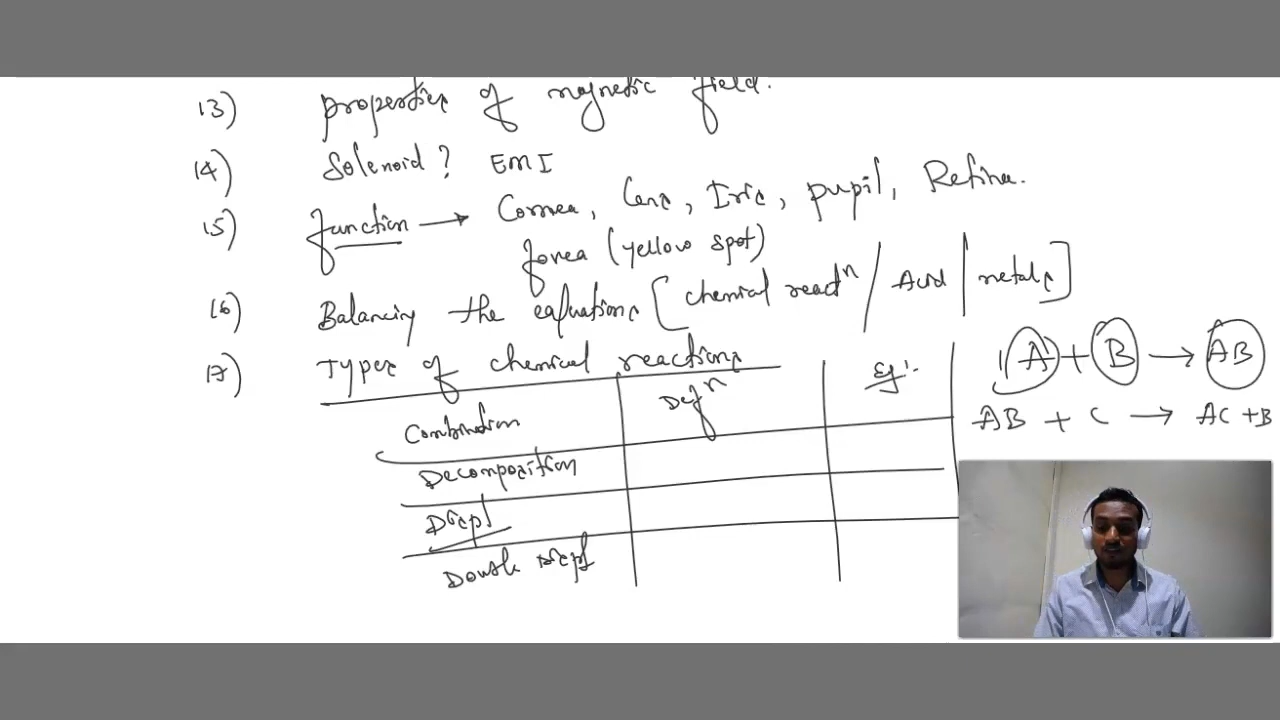 13) properties of magnetic field.
14) Solenoid? EMI
15) function → Cornea, Lens, Iris, pupil, Retina.
fovea (yellow spot)
16) Balancing the equations [chemical reactⁿ / Acid | metals]
17) Types of chemical reactions
Defⁿ Eg:-
Combination
Decomposition
Displ
Double Displ
A + B → AB
AB + C → AC + B